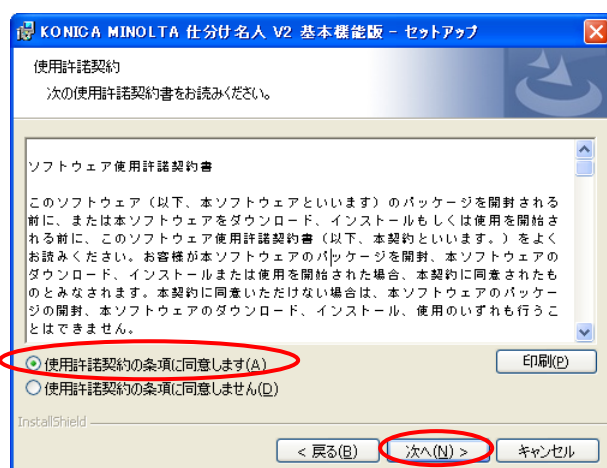 KONICA MINOLTA 仕分け名人 V2 基本機能版 - セットアップ
使用許諾契約
次の使用許諾契約書をお読みください。
ソフトウェア使用許諾契約書
このソフトウェア（以下、本ソフトウェアといいます）のパッケージを開封される
前に、または本ソフトウェアをダウンロード、インストールもしくは使用を開始さ
れる前に、このソフトウェア使用許諾契約書（以下、本契約といいます。）をよく
お読みください。お客様が本ソフトウェアのパッケージを開封、本ソフトウェアの
ダウンロード、インストールまたは使用を開始された場合、本契約に同意されたも
のとみなされます。本契約に同意いただけない場合は、本ソフトウェアのパッケー
ジの開封、本ソフトウェアのダウンロード、インストール、使用のいずれも行うこ
とはできません。
使用許諾契約の条項に同意します(A)
印刷(P)
使用許諾契約の条項に同意しません(D)
InstallShield
< 戻る(B)
次へ(N) >
キャンセル